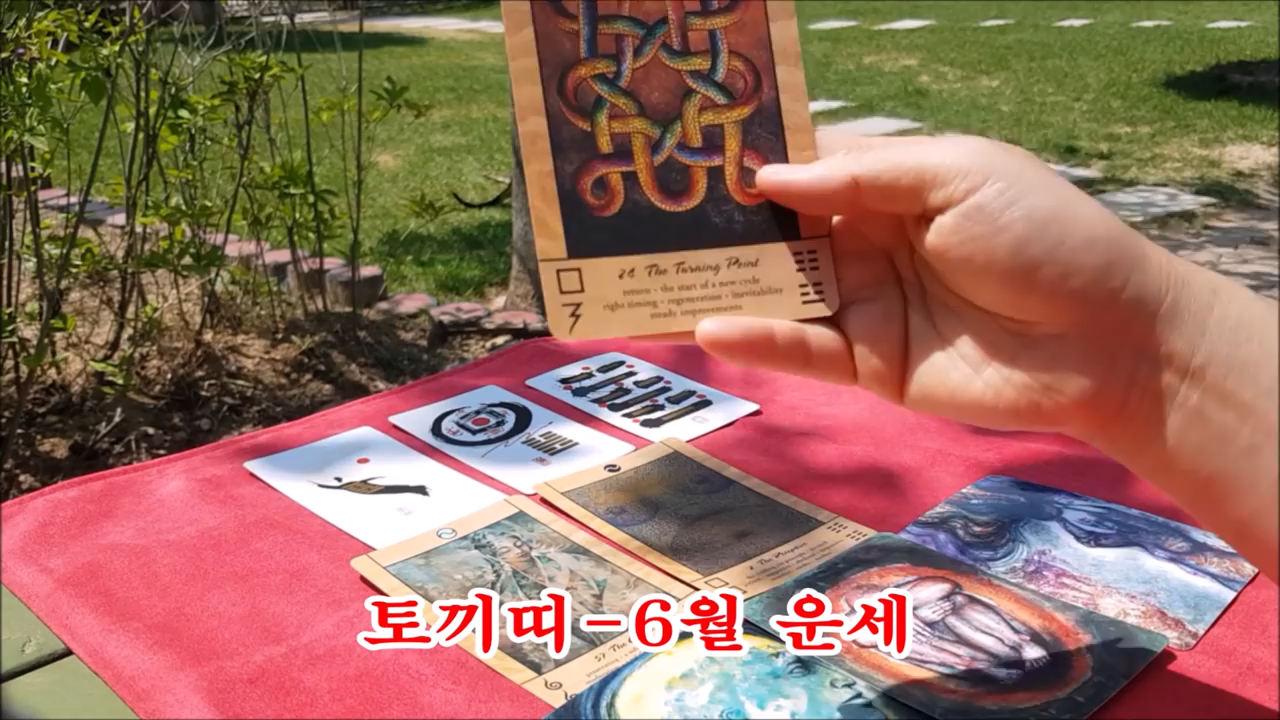 24 The Turning Point
return - the start of a new cycle
right timing - regeneration - inevitability
steady improvements
토끼띠-6월 운세